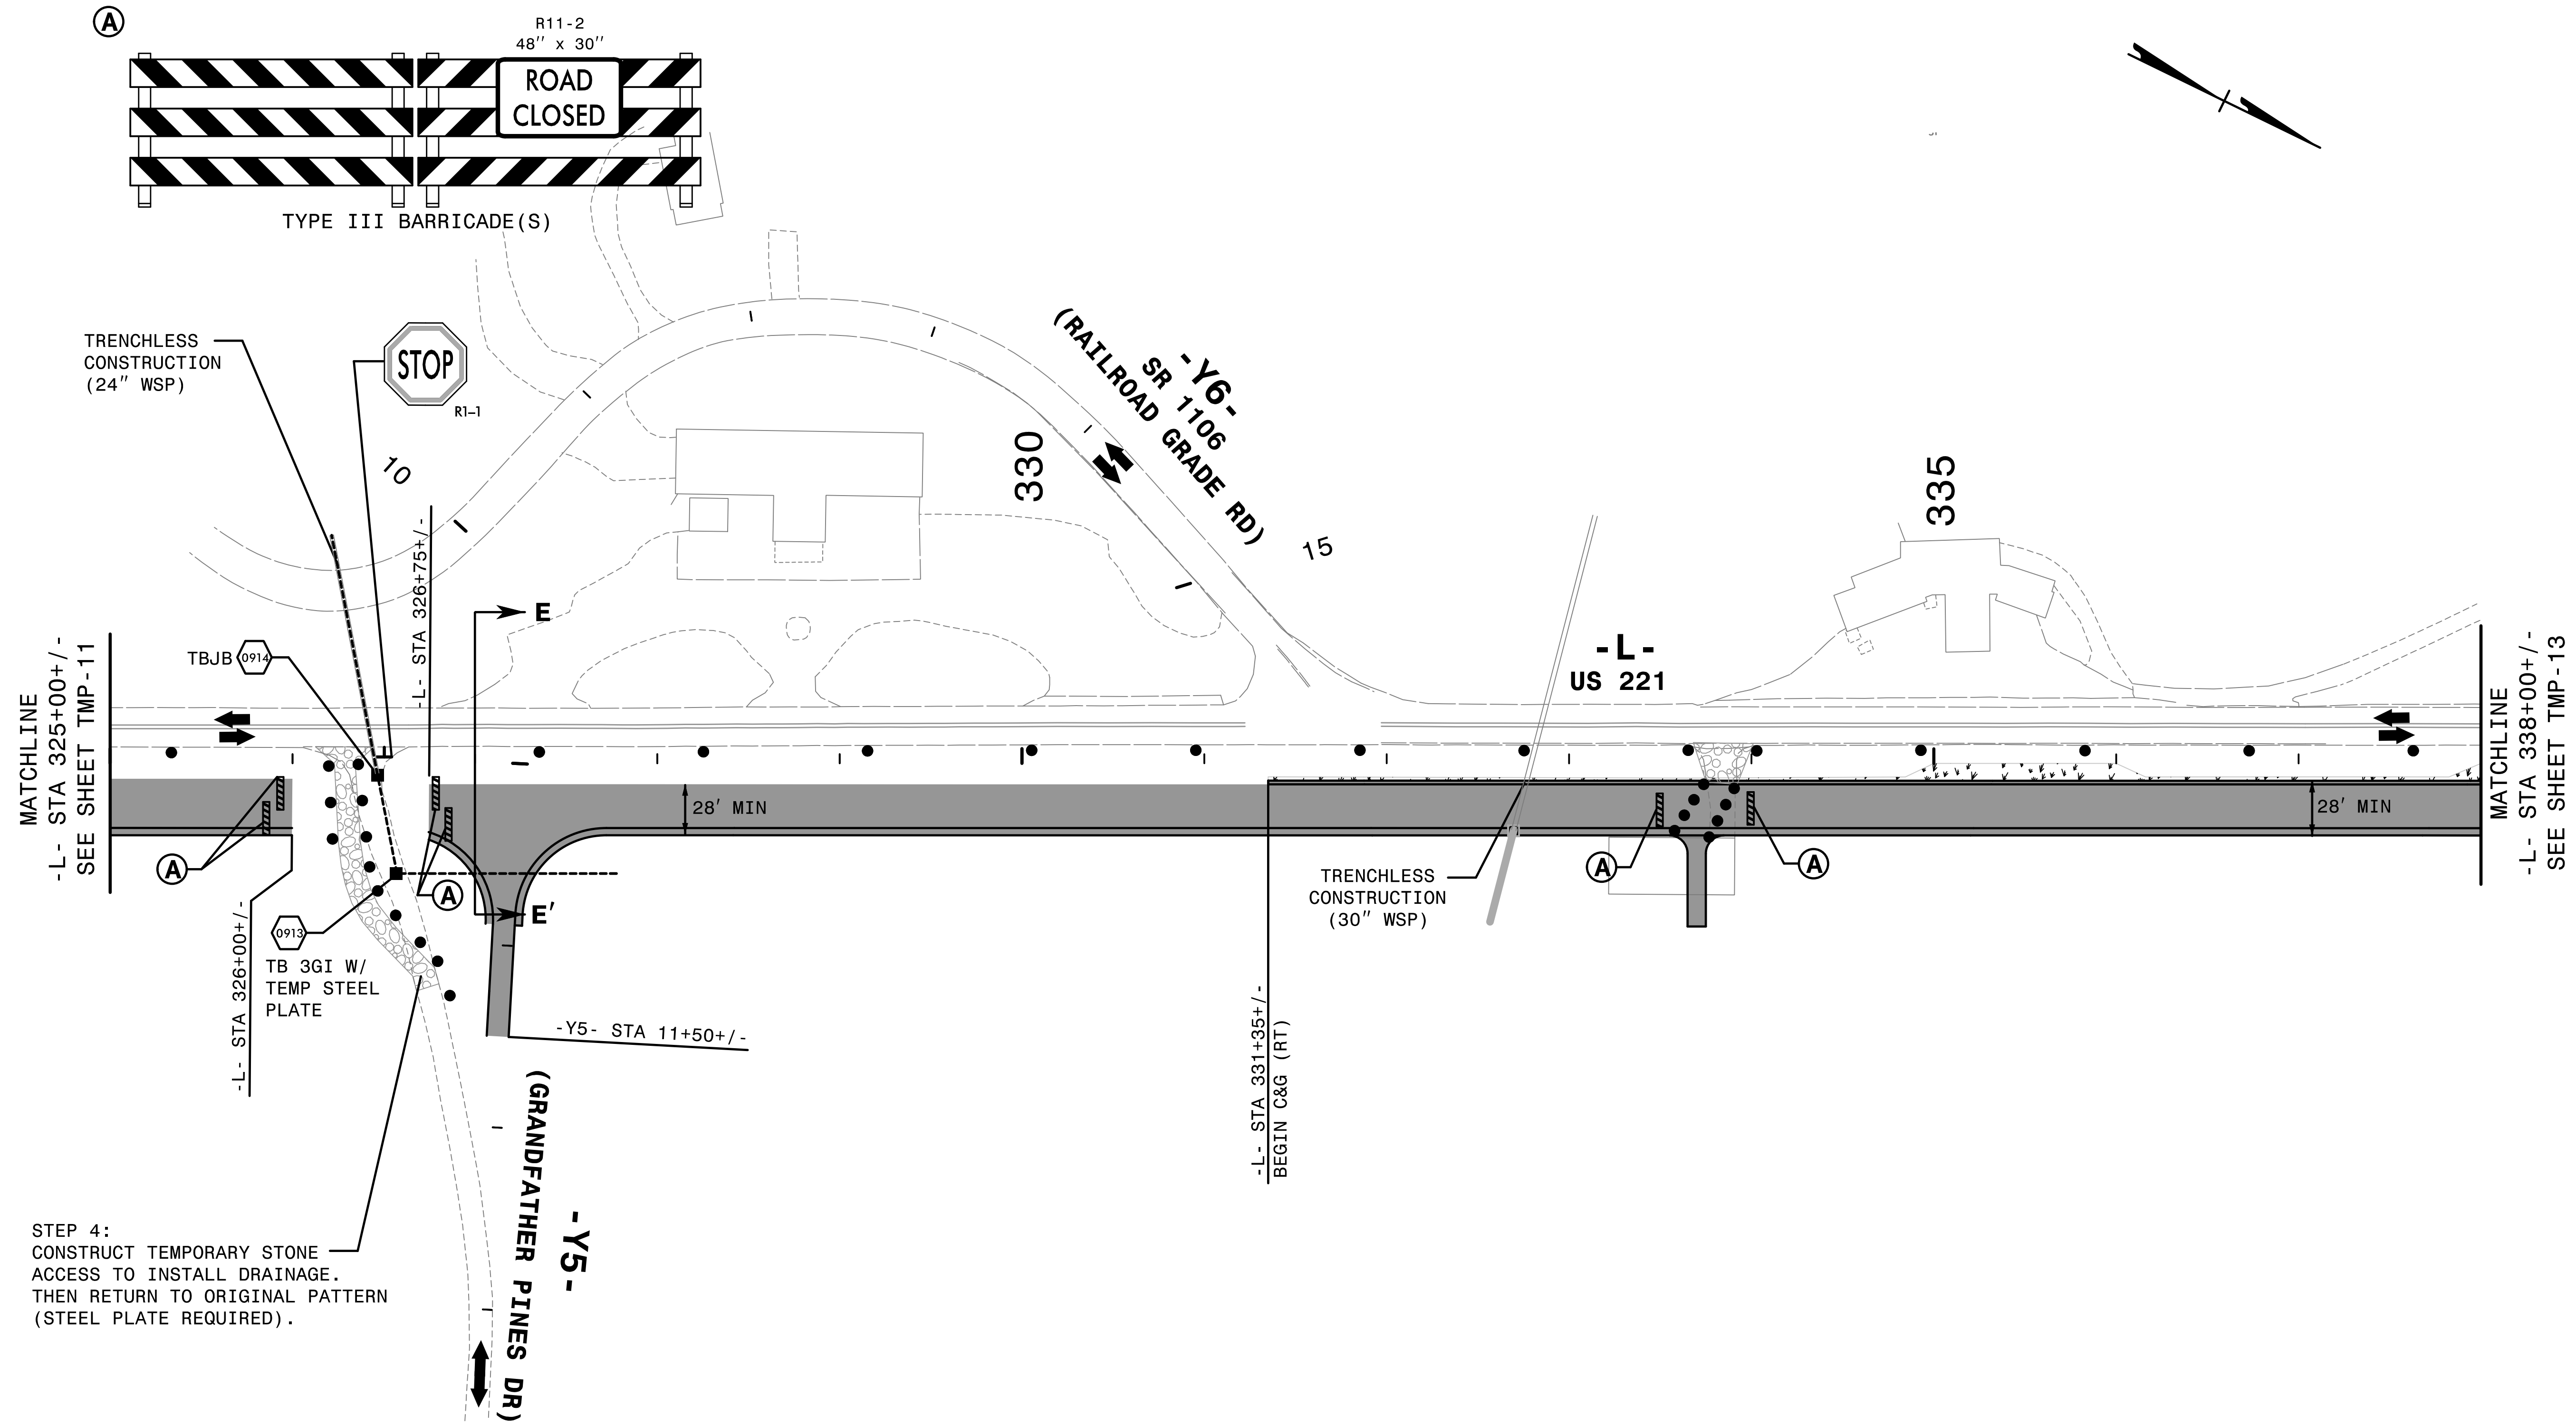 A
R11-2
48" x 30"
ROAD
CLOSED
TYPE III BARRICADE(S)
TRENCHLESS
CONSTRUCTION
(24" WSP)
STOP
R1-1
10
-L- STA 326+75+/-
330
-Y6-
SR 1106
(RAILROAD GRADE RD)
15
335
E
TBJB
0914
-L-
US 221
MATCHLINE
-L- STA 325+00+/-
SEE SHEET TMP-11
MATCHLINE
-L- STA 338+00+/-
SEE SHEET TMP-13
28' MIN
28' MIN
A
A
A
A
E'
TRENCHLESS
CONSTRUCTION
(30" WSP)
0913
TB 3GI W/
TEMP STEEL
PLATE
-L- STA 326+00+/-
-Y5- STA 11+50+/-
-L- STA 331+35+/-
BEGIN C&G (RT)
-Y5-
(GRANDFATHER PINES DR)
STEP 4:
CONSTRUCT TEMPORARY STONE
ACCESS TO INSTALL DRAINAGE.
THEN RETURN TO ORIGINAL PATTERN
(STEEL PLATE REQUIRED).